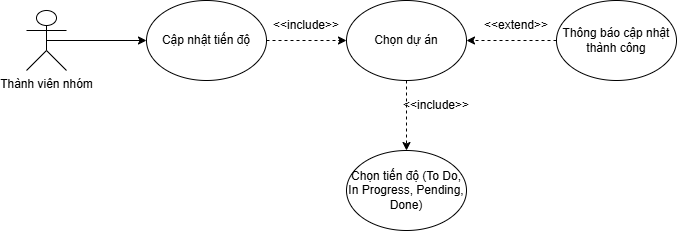 Thành viên nhóm
Cập nhật tiến độ
<<include>>
Chọn dự án
<<extend>>
Thông báo cập nhật
thành công
<<include>>
Chọn tiến độ (To Do,
In Progress, Pending,
Done)